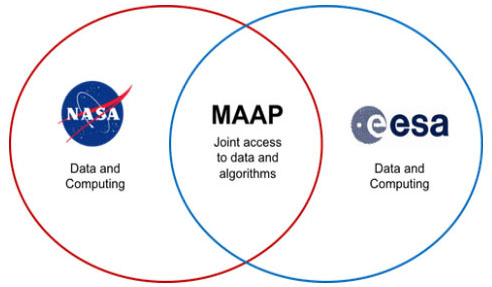 NASA
Data and
Computing
MAAP
Joint access
to data and
algorithms
esa
Data and
Computing